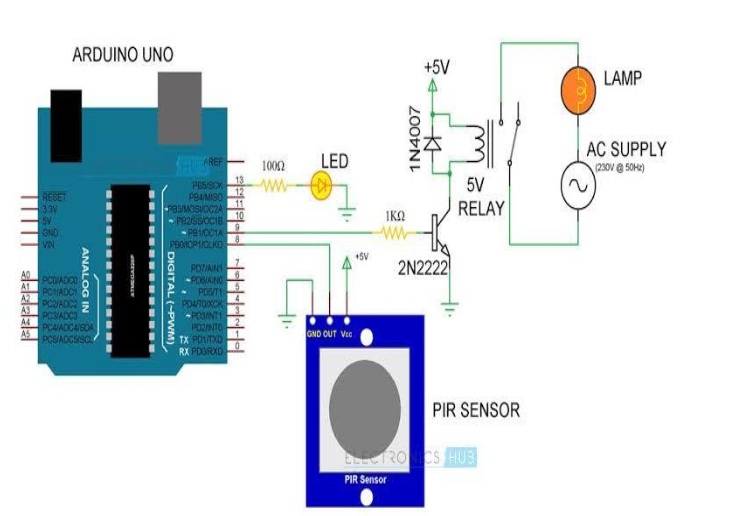 ARDUINO UNO
+5V
LAMP
1N4007
AC SUPPLY
(230V @ 50Hz)
5V
RELAY
100Ω
LED
1KΩ
2N2222
+5V
AREF
PB5/SCK 13
PB4/MISO 12
~PB3/MOSI/OC2A 11
~PB2/SS/OC1B 10
~PB1/OC1A 9
PB0/ICP1/CLKO 8
RESET
3.3V
5V
GND
VIN
ANALOG IN
ATMEGA328P
DIGITAL (~PWM)
PD7/AIN1 7
~PD6/AIN0 6
~PD5/T1 5
PD4/T0/XCK 4
~PD3/INT1 3
PD2/INT0 2
TX PD1/TXD 1
RX PD0/RXD 0
A0 PC0/ADC0
A1 PC1/ADC1
A2 PC2/ADC2
A3 PC3/ADC3
A4 PC4/ADC4/SDA
A5 PC5/ADC5/SCL
GND OUT Vcc
PIR SENSOR
ELECTRONICS HUB
PIR Sensor